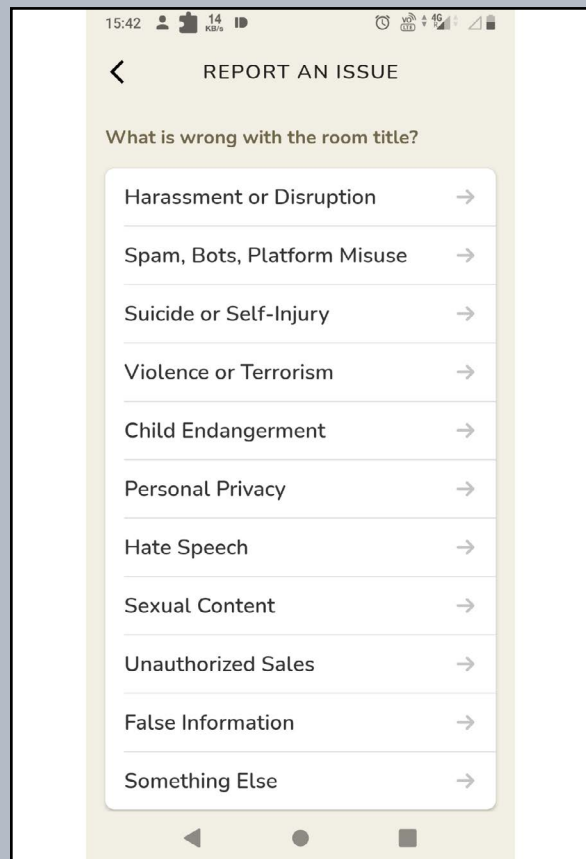 15:42
14
KB/s
VO
LTE
4G
R
REPORT AN ISSUE
What is wrong with the room title?
Harassment or Disruption
Spam, Bots, Platform Misuse
Suicide or Self-Injury
Violence or Terrorism
Child Endangerment
Personal Privacy
Hate Speech
Sexual Content
Unauthorized Sales
False Information
Something Else